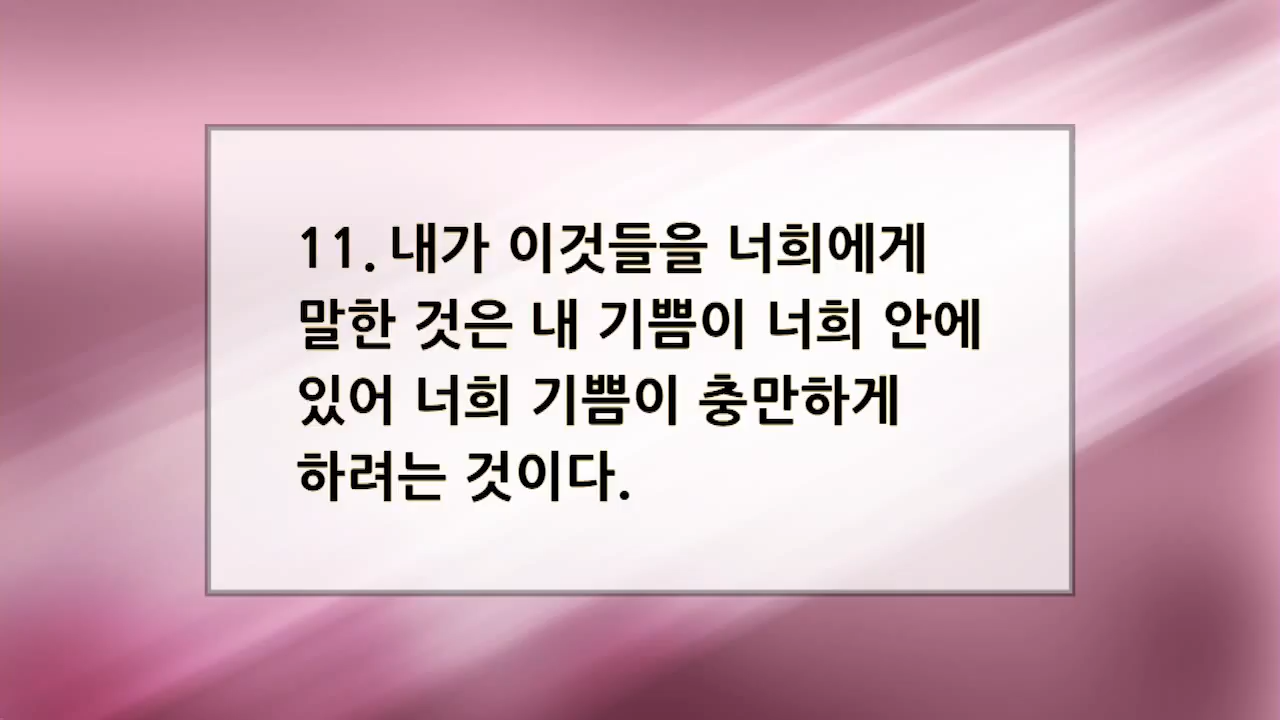 11. 내가 이것들을 너희에게
말한 것은 내 기쁨이 너희 안에
있어 너희 기쁨이 충만하게
하려는 것이다.